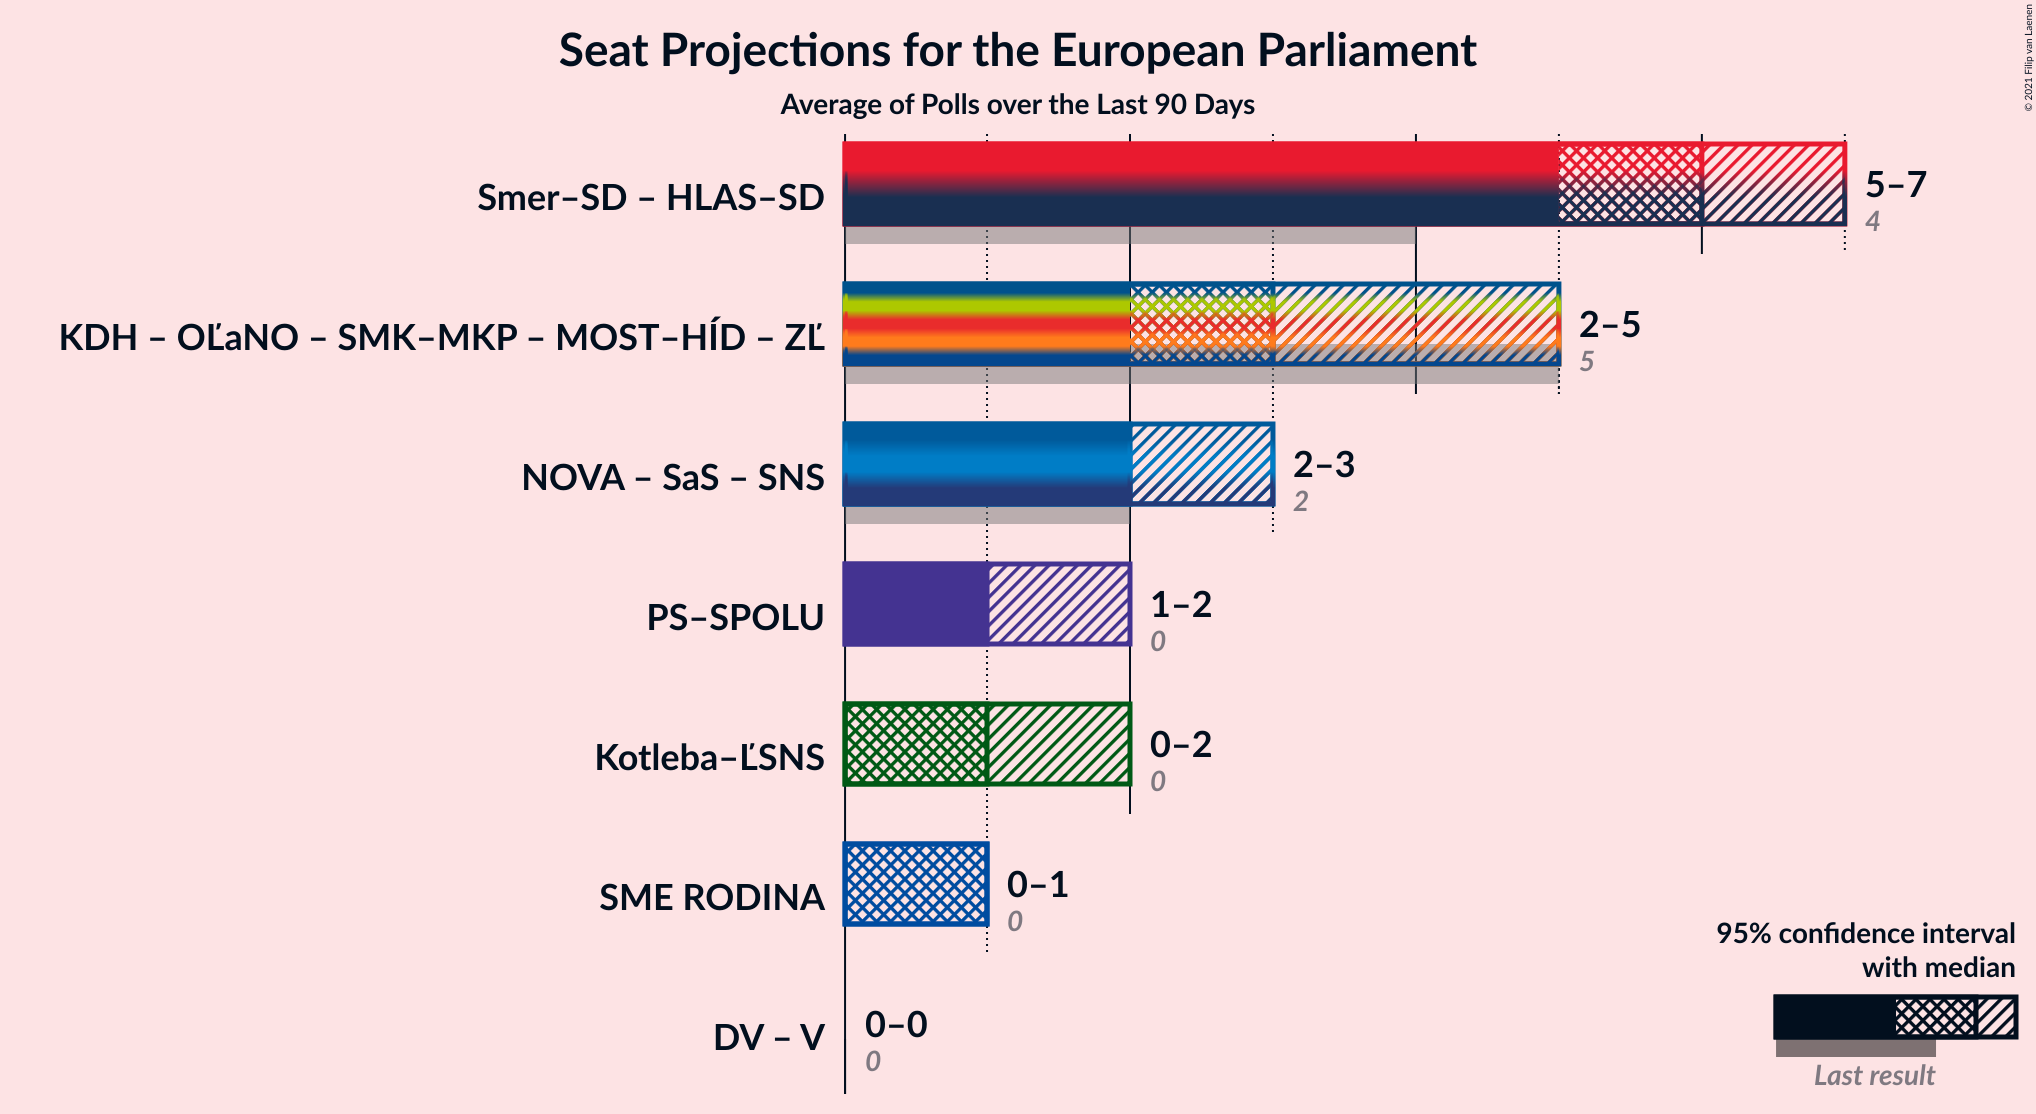 Seat Projections for the European Parliament
Average of Polls over the Last 90 Days
© 2021 Filip van Laenen
Smer–SD – HLAS–SD
5–7
4
KDH – OĽaNO – SMK–MKP – MOST–HÍD – ZĽ
2–5
5
NOVA – SaS – SNS
2–3
2
PS–SPOLU
1–2
0
Kotleba–ĽSNS
0–2
0
SME RODINA
0–1
0
DV – V
0–0
0
95% confidence interval
with median
Last result